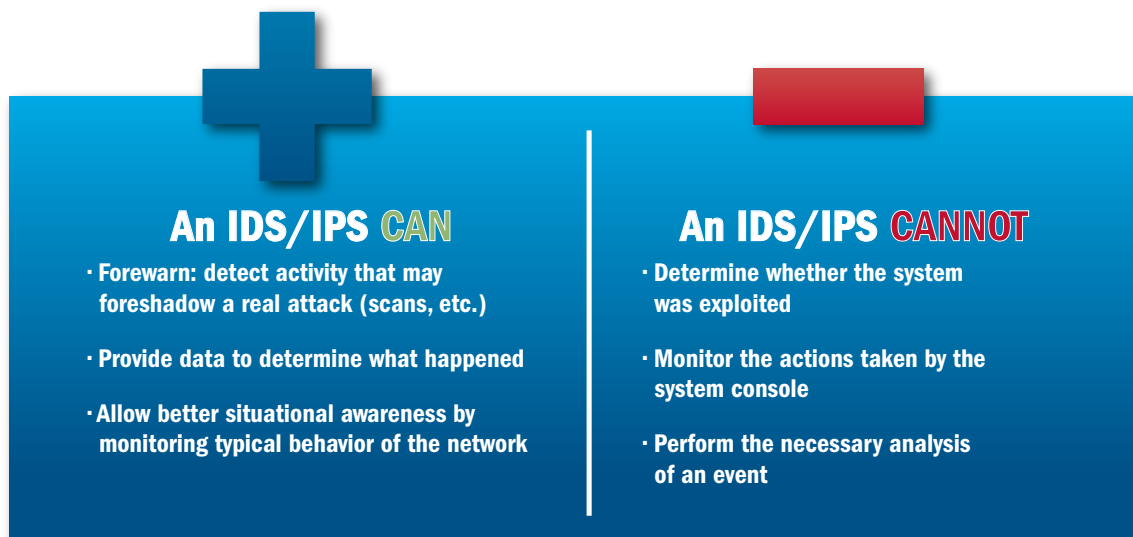 An IDS/IPS CAN
· Forewarn: detect activity that may
foreshadow a real attack (scans, etc.)
· Provide data to determine what happened
· Allow better situational awareness by
monitoring typical behavior of the network
An IDS/IPS CANNOT
· Determine whether the system
was exploited
· Monitor the actions taken by the
system console
· Perform the necessary analysis
of an event